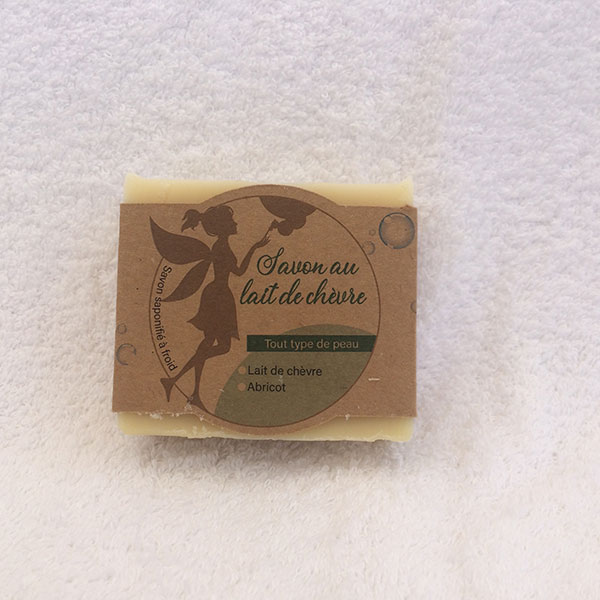 Savon au
lait de chèvre
Tout type de peau
Lait de chèvre
Abricot
Savon saponifié à froid